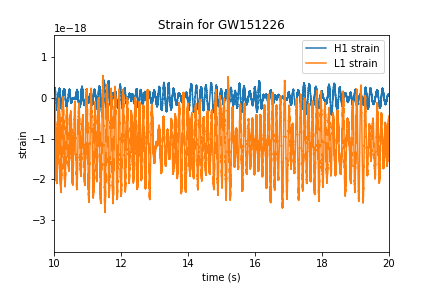 Strain for GW151226
1e−18
H1 strain
L1 strain
1
0
−1
−2
−3
strain
10 12 14 16 18 20
time (s)